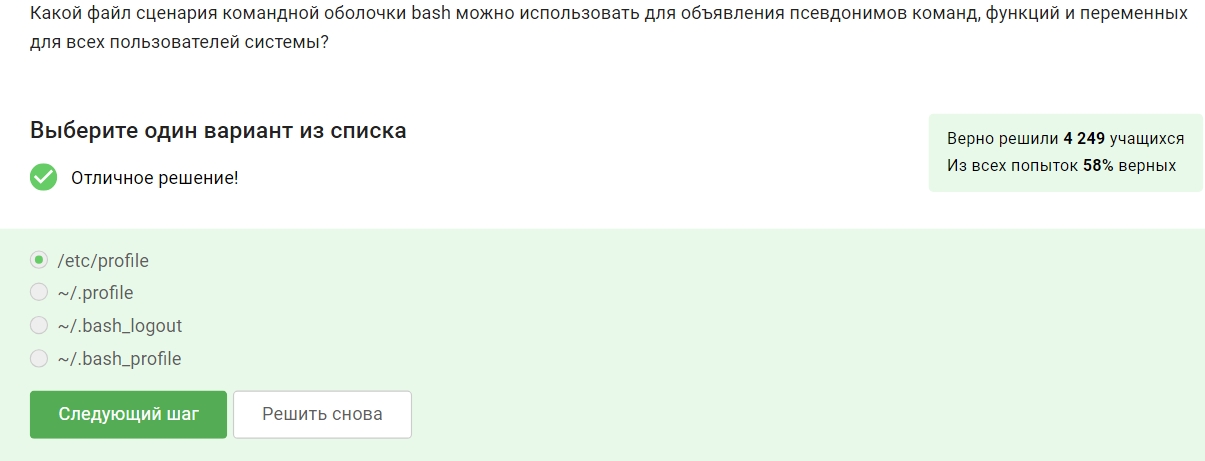 Какой файл сценария командной оболочки bash можно использовать для объявления псевдонимов команд, функций и переменных
для всех пользователей системы?
Выберите один вариант из списка
Отличное решение!
Верно решили 4 249 учащихся
Из всех попыток 58% верных
/etc/profile
~/.profile
~/.bash_logout
~/.bash_profile
Следующий шаг
Решить снова